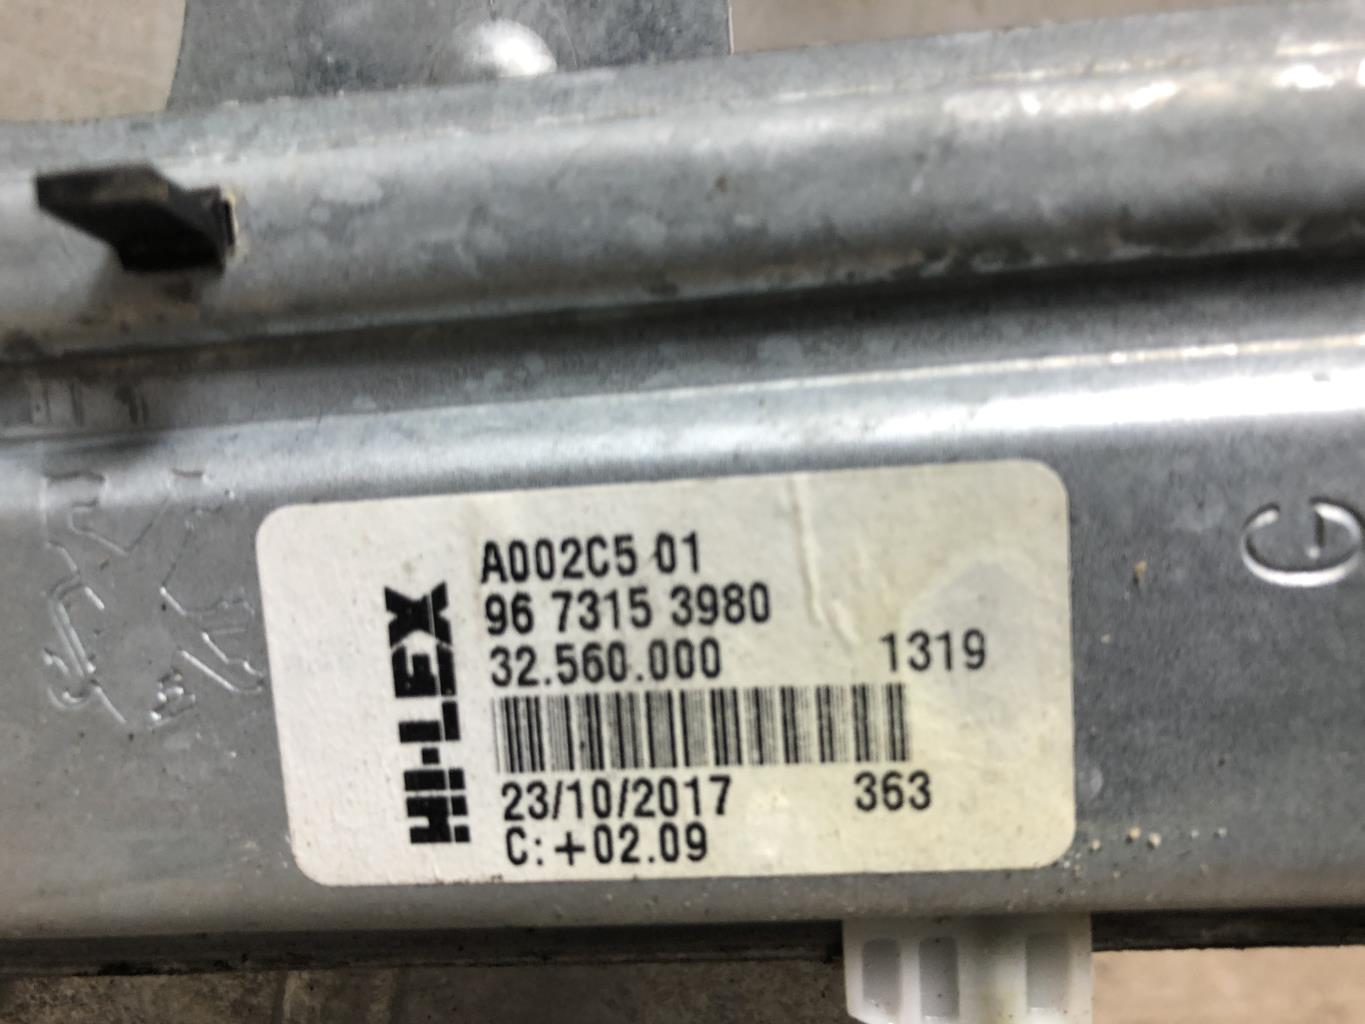 A002C5 01
96 7315 3980
32.560.000 1319
23/10/2017 363
C: +02.09
HI-LEX
G